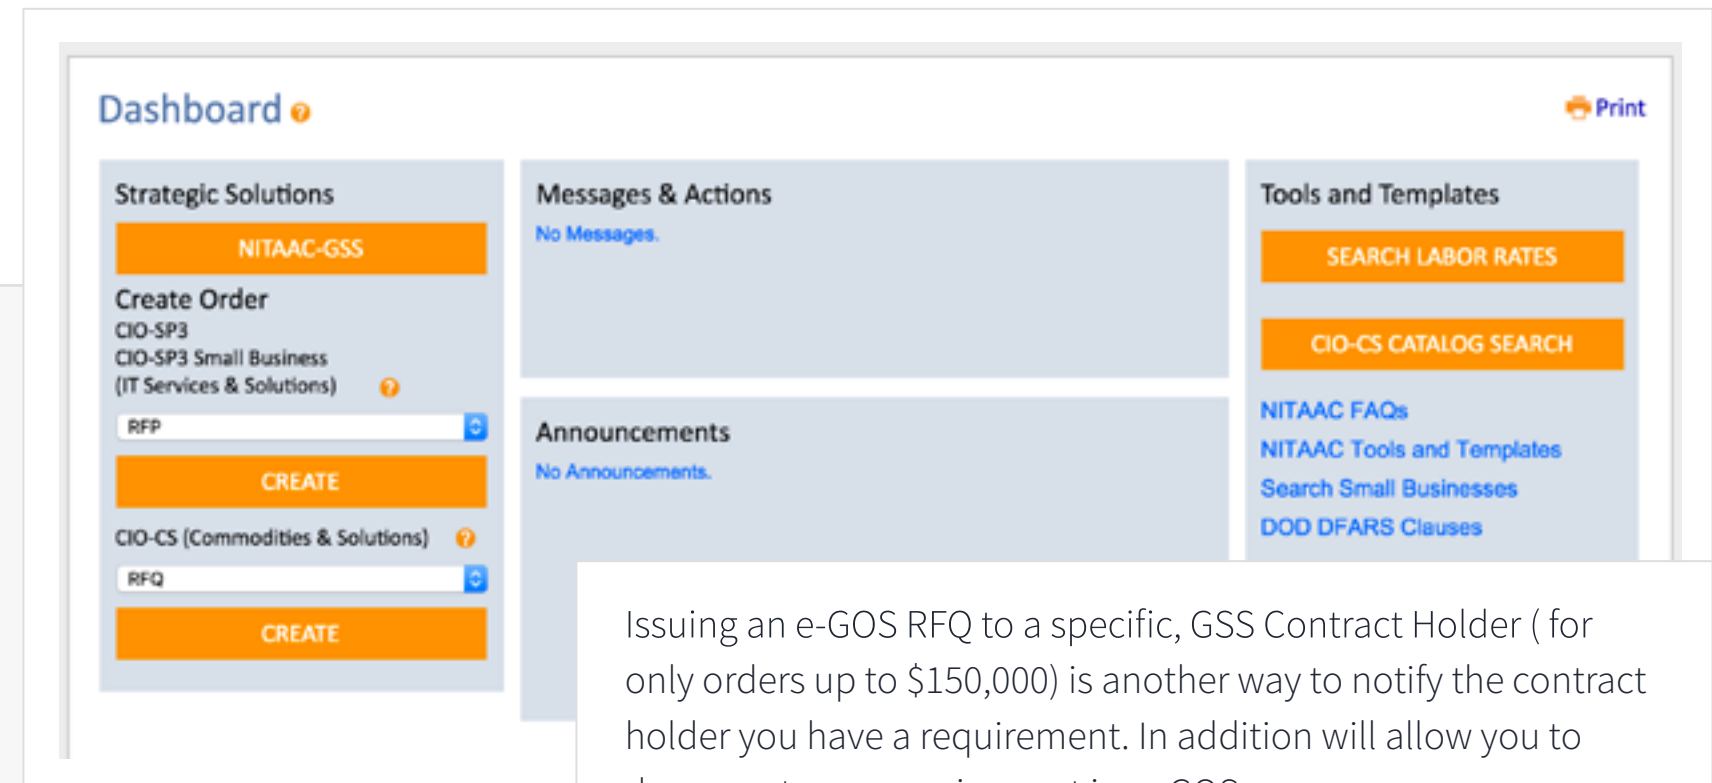 Dashboard
Print
Strategic Solutions
NITAAC-GSS
Create Order
CIO-SP3
CIO-SP3 Small Business
(IT Services & Solutions)
RFP
CREATE
CIO-CS (Commodities & Solutions)
RFQ
CREATE
Messages & Actions
No Messages.
Announcements
No Announcements.
Tools and Templates
SEARCH LABOR RATES
CIO-CS CATALOG SEARCH
NITAAC FAQs
NITAAC Tools and Templates
Search Small Businesses
DOD DFARS Clauses
Issuing an e-GOS RFQ to a specific, GSS Contract Holder ( for
only orders up to $150,000) is another way to notify the contract
holder you have a requirement. In addition will allow you to